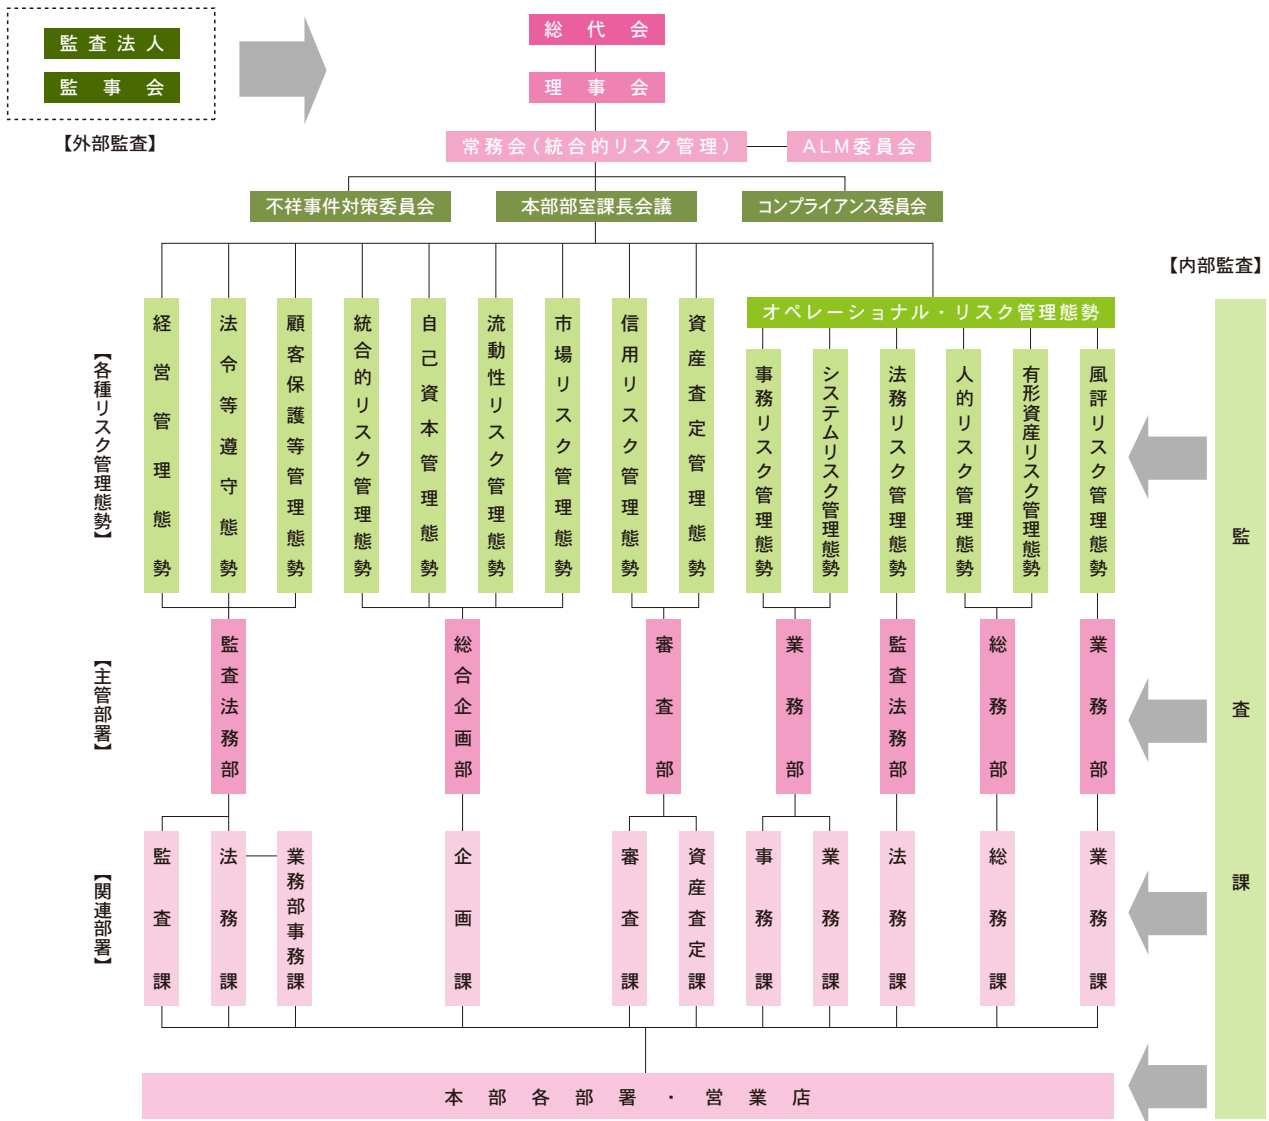 監査法人
監事会
【外部監査】
総代会
理事会
常務会（統合的リスク管理）
ALM委員会
不祥事件対策委員会
本部部室課長会議
コンプライアンス委員会
【内部監査】
監査課
【各種リスク管理態勢】
経営管理態勢
法令等遵守態勢
顧客保護等管理態勢
統合的リスク管理態勢
自己資本管理態勢
流動性リスク管理態勢
市場リスク管理態勢
信用リスク管理態勢
資産査定管理態勢
オペレーショナル・リスク管理態勢
事務リスク管理態勢
システムリスク管理態勢
法務リスク管理態勢
人的リスク管理態勢
有形資産リスク管理態勢
風評リスク管理態勢
【主管部署】
監査法務部
総合企画部
審査部
業務部
監査法務部
総務部
業務部
【関連部署】
監査課
法務課
業務部事務課
企画課
審査課
資産査定課
事務課
業務課
法務課
総務課
業務課
本部各部署・営業店